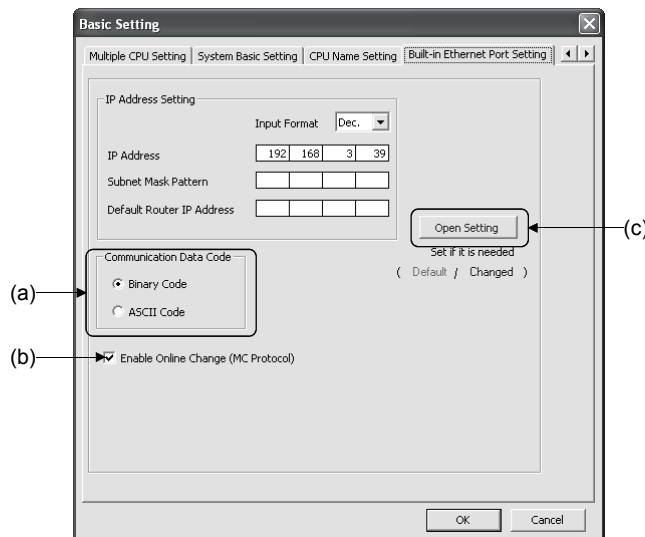 Basic Setting
Multiple CPU Setting System Basic Setting CPU Name Setting Built-in Ethernet Port Setting
IP Address Setting
Input Format Dec.
IP Address 192 168 3 39
Subnet Mask Pattern
Default Router IP Address
Open Setting (c)
Set if it is needed
( Default / Changed )
Communication Data Code
(a) Binary Code
ASCII Code
(b) Enable Online Change (MC Protocol)
OK Cancel